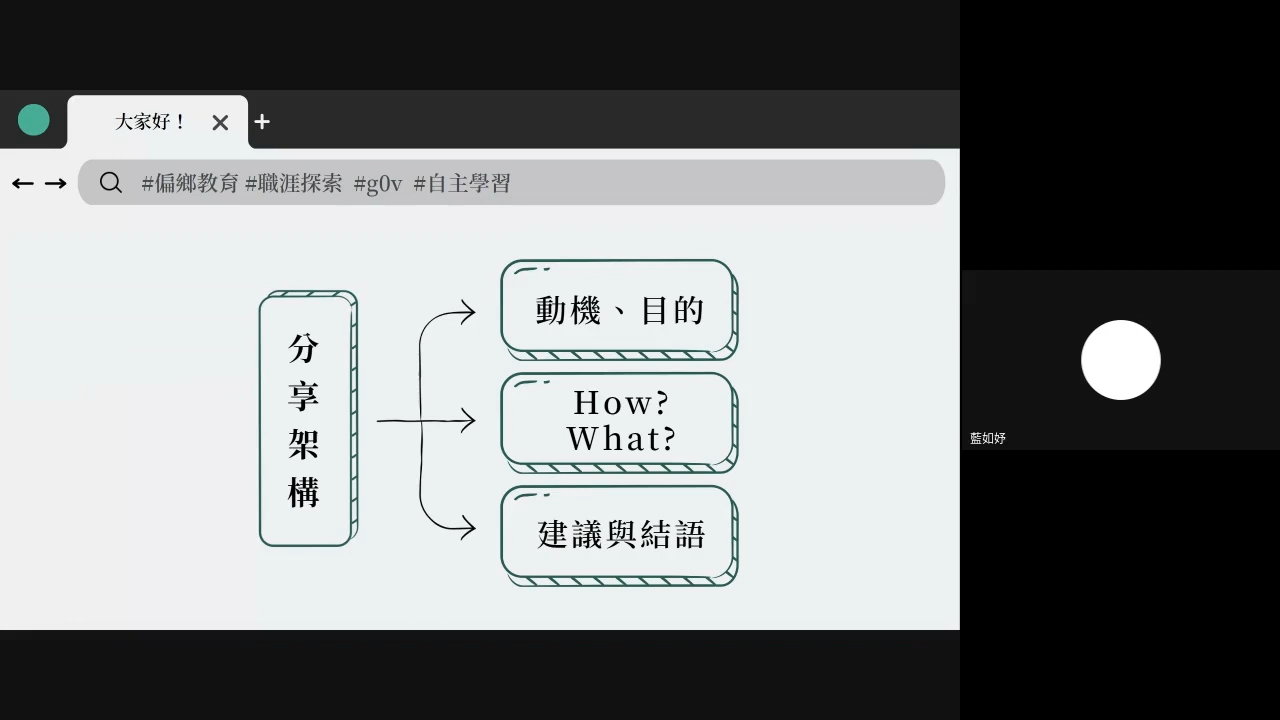 大家好！
#偏鄉教育 #職涯探索 #g0v #自主學習
分享架構
動機、目的
How?
What?
建議與結語
藍如妤